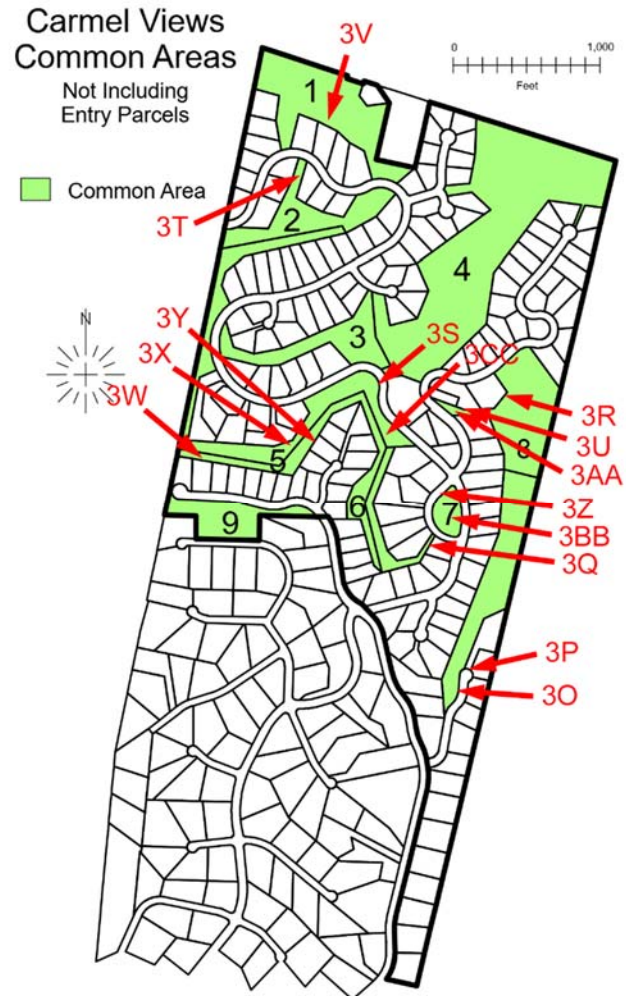 Carmel Views
Common Areas
Not Including
Entry Parcels
Common Area
0 1,000
Feet
N
3V
1
3T
2
4
3Y
3
3S
3CC
3X
3W
3R
3U
8
3AA
5
3Z
6
7
3BB
9
3Q
3P
3O